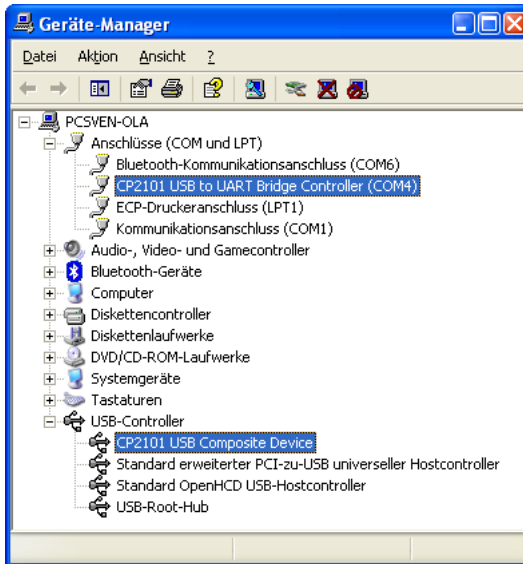 Geräte-Manager
Datei Aktion Ansicht ?
PCSVEN-OLA
Anschlüsse (COM und LPT)
Bluetooth-Kommunikationsanschluss (COM6)
CP2101 USB to UART Bridge Controller (COM4)
ECP-Druckeranschluss (LPT1)
Kommunikationsanschluss (COM1)
Audio-, Video- und Gamecontroller
Bluetooth-Geräte
Computer
Diskettencontroller
Diskettenlaufwerke
DVD/CD-ROM-Laufwerke
Systemgeräte
Tastaturen
USB-Controller
CP2101 USB Composite Device
Standard erweiterter PCI-zu-USB universeller Hostcontroller
Standard OpenHCD USB-Hostcontroller
USB-Root-Hub